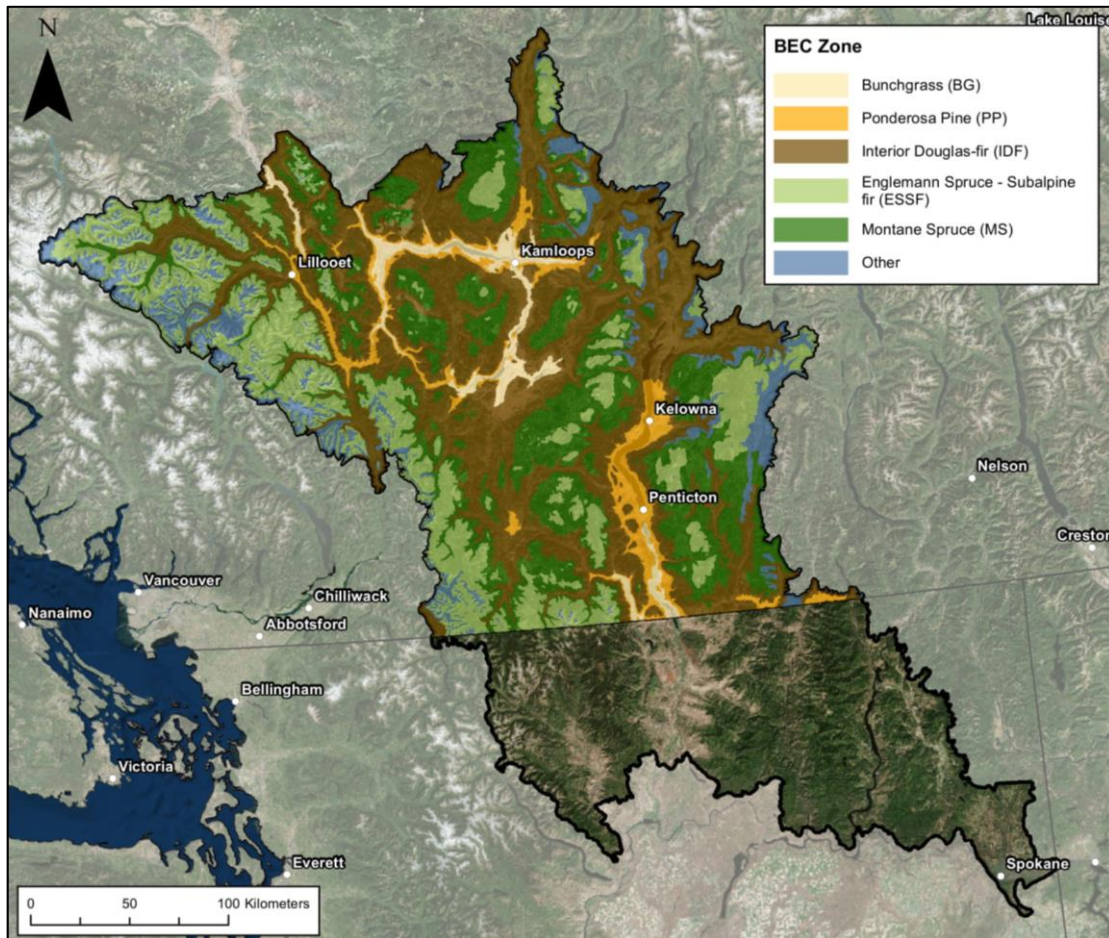 Lake Louise
N
BEC Zone
Bunchgrass (BG)
Ponderosa Pine (PP)
Interior Douglas-fir (IDF)
Englemann Spruce - Subalpine
fir (ESSF)
Montane Spruce (MS)
Other
Lillooet
Kamloops
Kelowna
Nelson
Penticton
Creston
Vancouver
Chilliwack
Nanaimo
Abbotsford
Bellingham
Victoria
Everett
Spokane
0 50 100 Kilometers